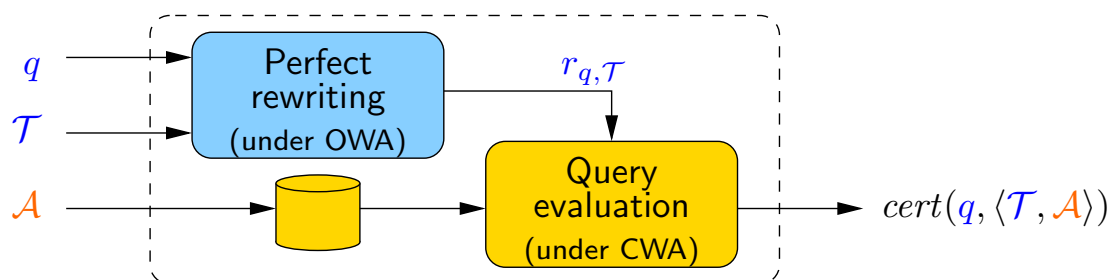 q
𝒯
𝒜
Perfect
rewriting
(under OWA)
r_{q,𝒯}
Query
evaluation
(under CWA)
cert(q, ⟨𝒯, 𝒜⟩)